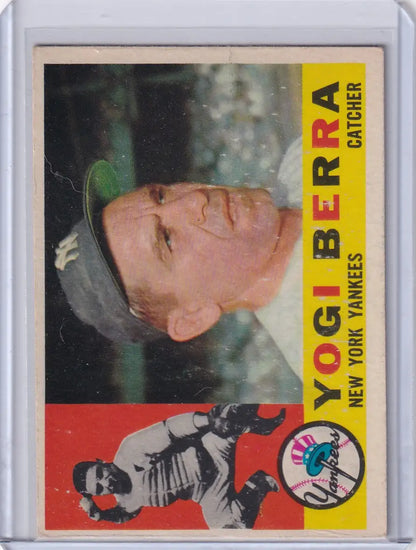 YOGI BERRA
NEW YORK YANKEES CATCHER
Yankees